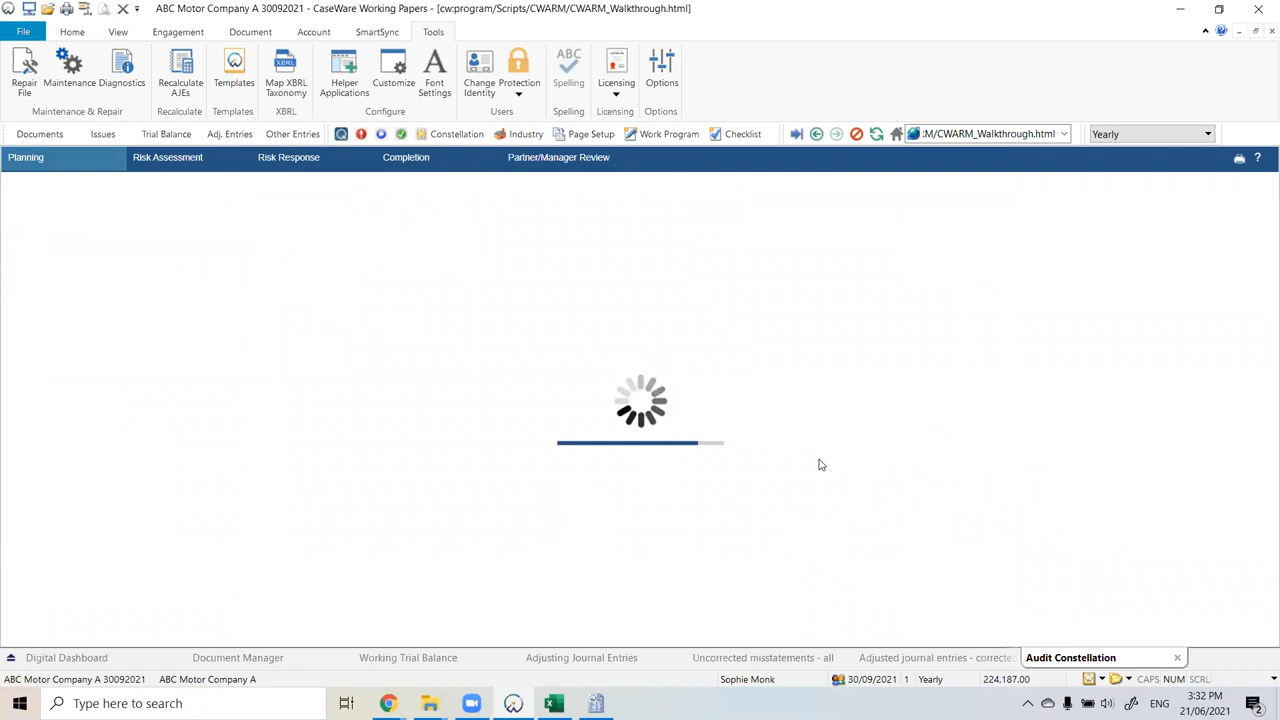 ABC Motor Company A 30092021 - CaseWare Working Papers - [cw:program/Scripts/CWARM/CWARM_Walkthrough.html]
File Home View Engagement Document Account SmartSync Tools
Repair File Maintenance Diagnostics Recalculate AJEs Templates Map XBRL Taxonomy Helper Applications Customize Font Settings Change Identity Protection ABC Spelling Licensing Options
Maintenance & Repair Recalculate Templates XBRL Configure Users Spelling Licensing Options
Documents Issues Trial Balance Adj. Entries Other Entries Constellation Industry Page Setup Work Program Checklist :M/CWARM_Walkthrough.html Yearly
Planning Risk Assessment Risk Response Completion Partner/Manager Review ?
Digital Dashboard Document Manager Working Trial Balance Adjusting Journal Entries Uncorrected misstatements - all Adjusted journal entries - correctec Audit Constellation
ABC Motor Company A 30092021 ABC Motor Company A Sophie Monk 30/09/2021 1 Yearly 224,187.00 CAPS NUM SCRL
Type here to search ENG 3:32 PM
21/06/2021 2